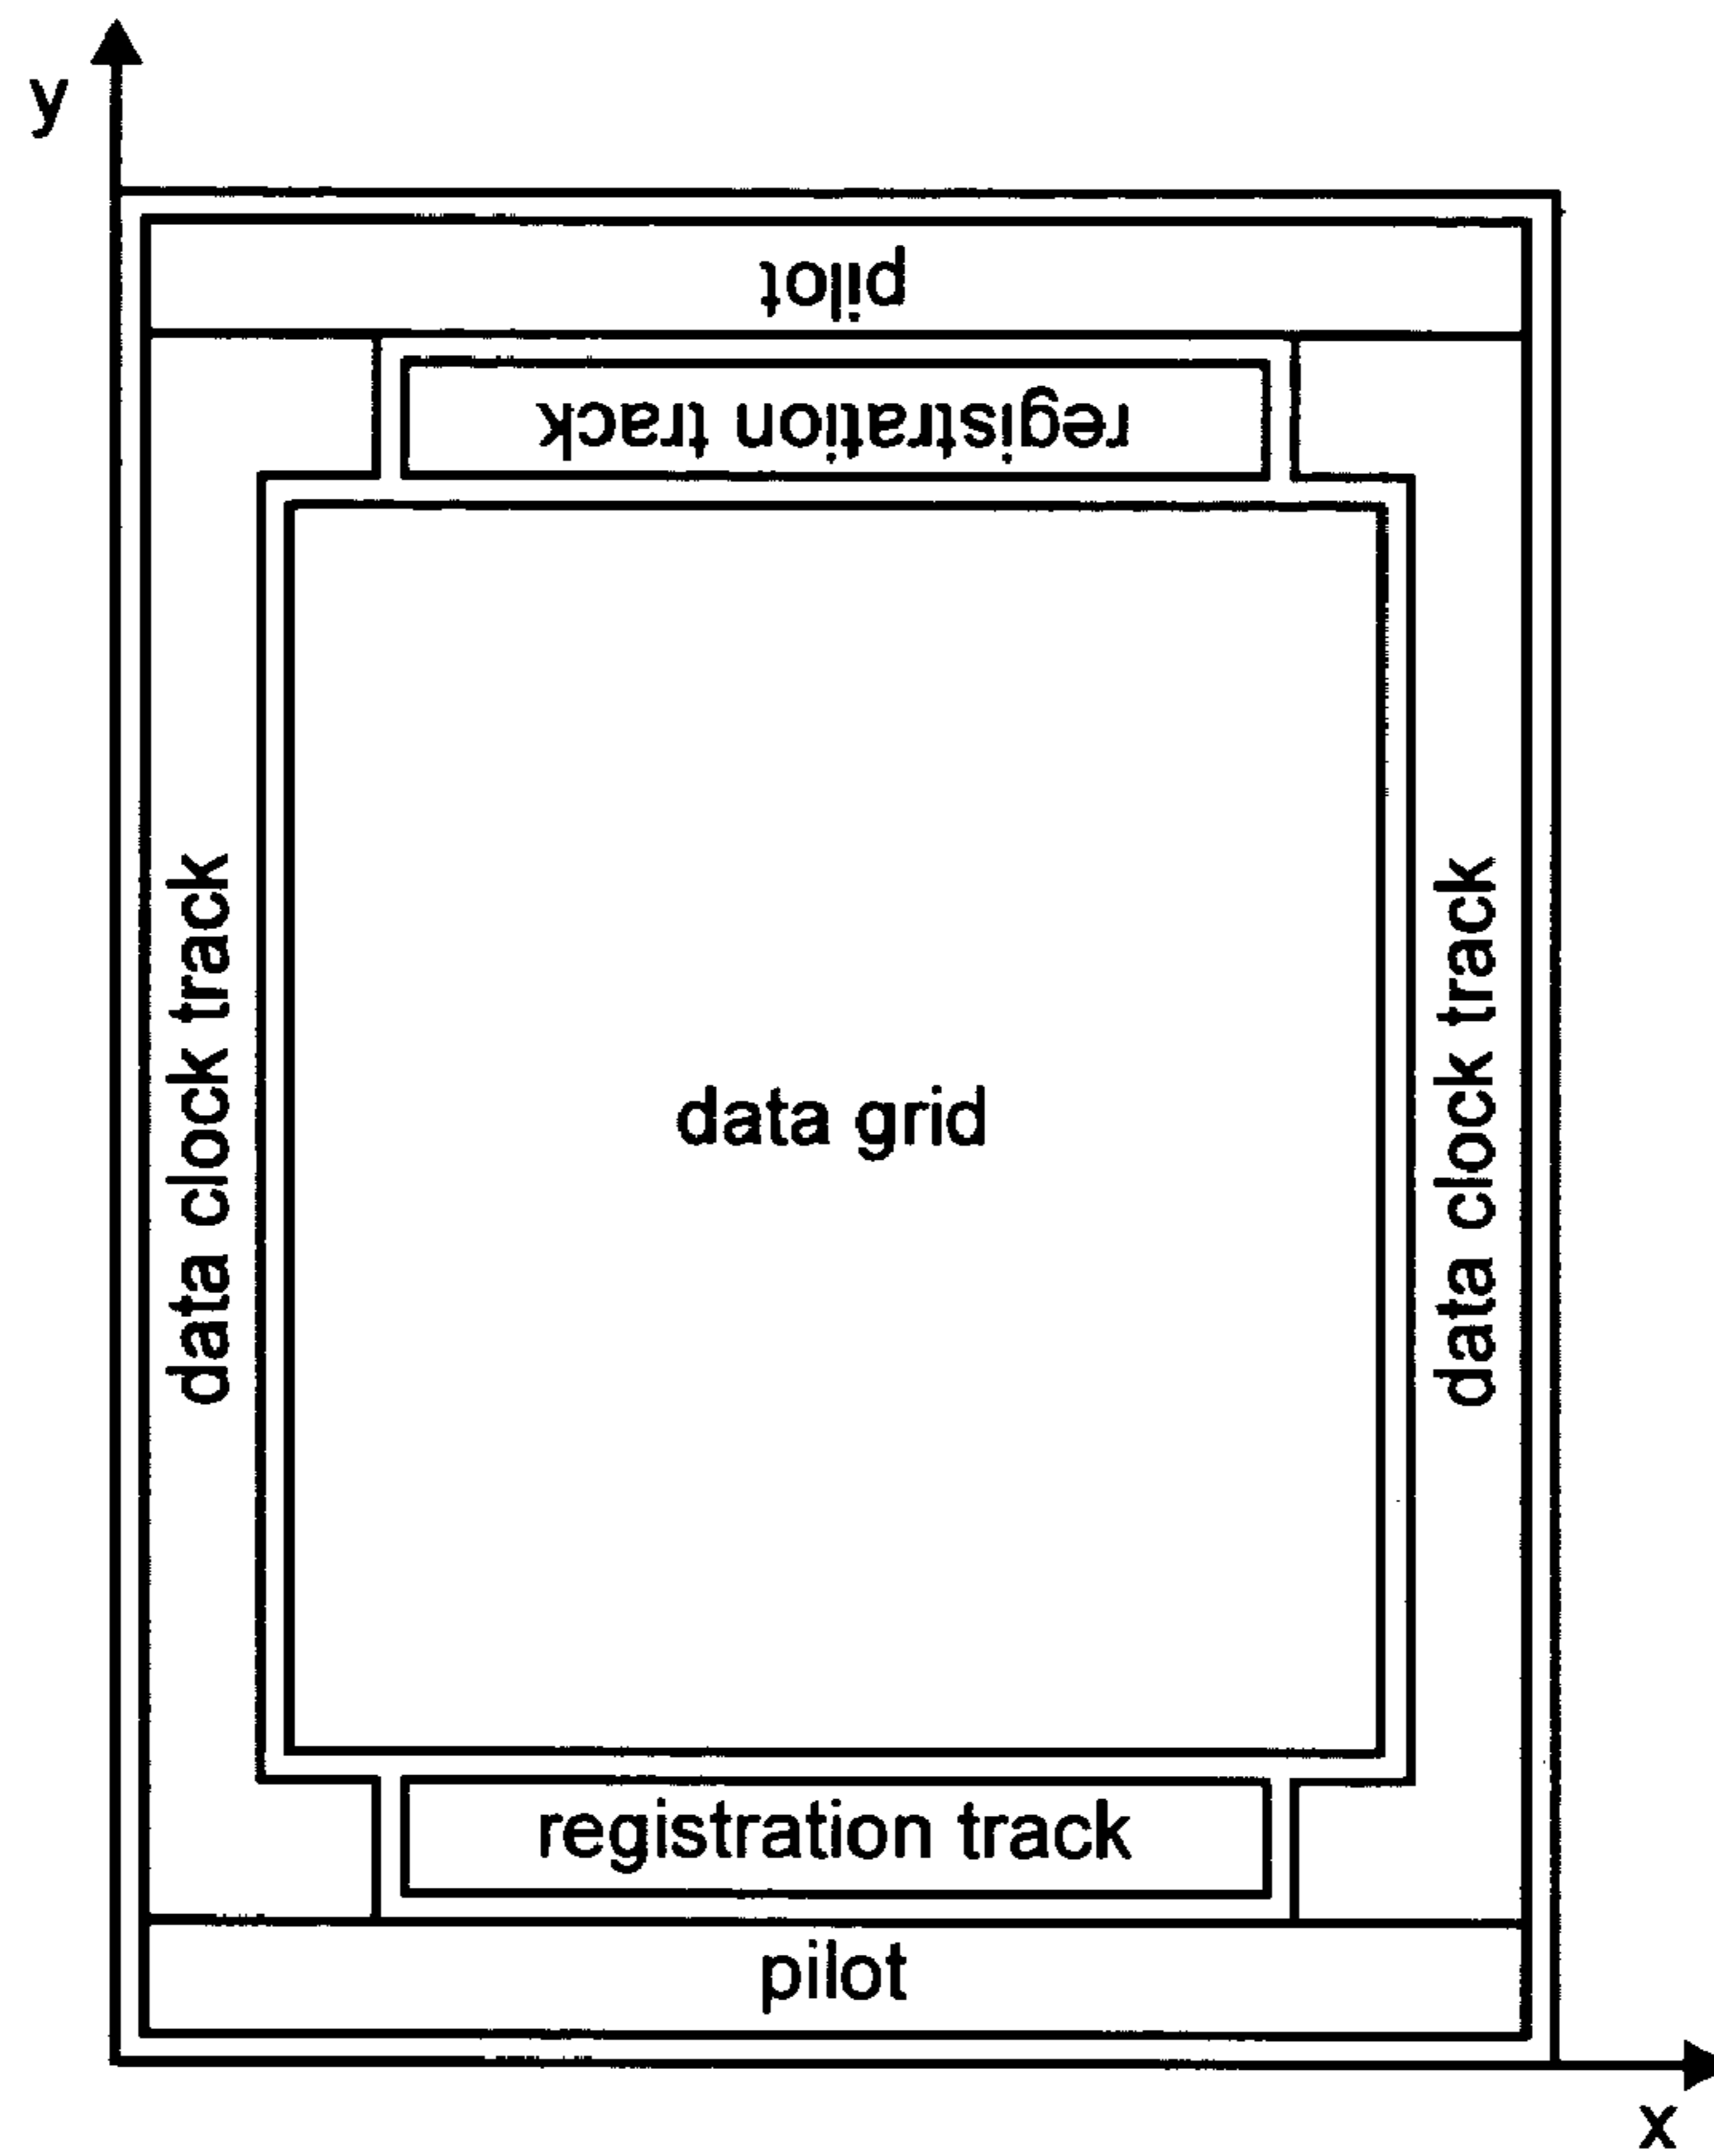 y
pilot
registration track
data clock track
data grid
data clock track
registration track
pilot
x